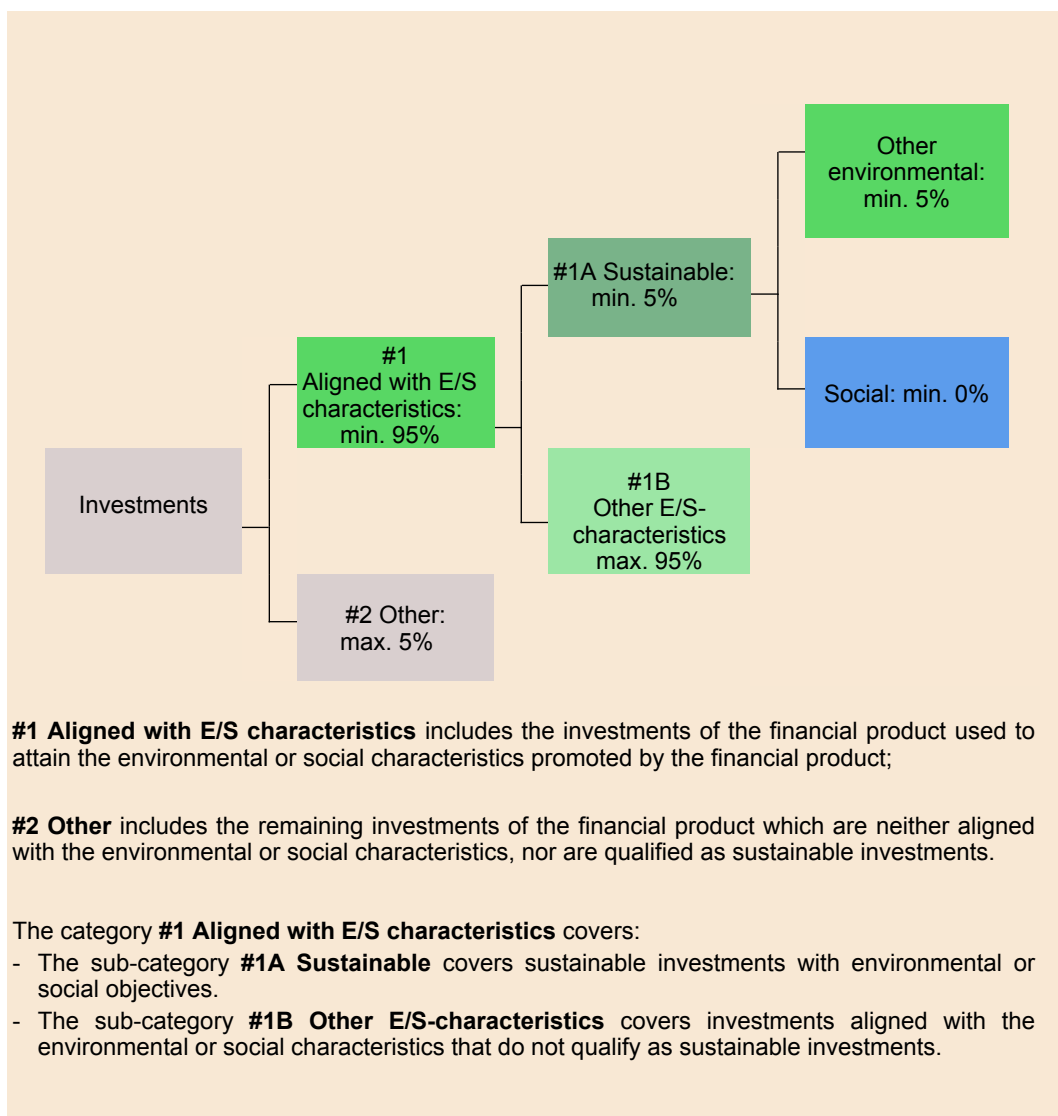 Other
environmental:
min. 5%
#1A Sustainable:
min. 5%
#1
Aligned with E/S
characteristics:
min. 95%
Social: min. 0%
Investments
#1B
Other E/S-
characteristics
max. 95%
#2 Other:
max. 5%
#1 Aligned with E/S characteristics includes the investments of the financial product used to
attain the environmental or social characteristics promoted by the financial product;
#2 Other includes the remaining investments of the financial product which are neither aligned
with the environmental or social characteristics, nor are qualified as sustainable investments.
The category #1 Aligned with E/S characteristics covers:
- The sub-category #1A Sustainable covers sustainable investments with environmental or
social objectives.
- The sub-category #1B Other E/S-characteristics covers investments aligned with the
environmental or social characteristics that do not qualify as sustainable investments.